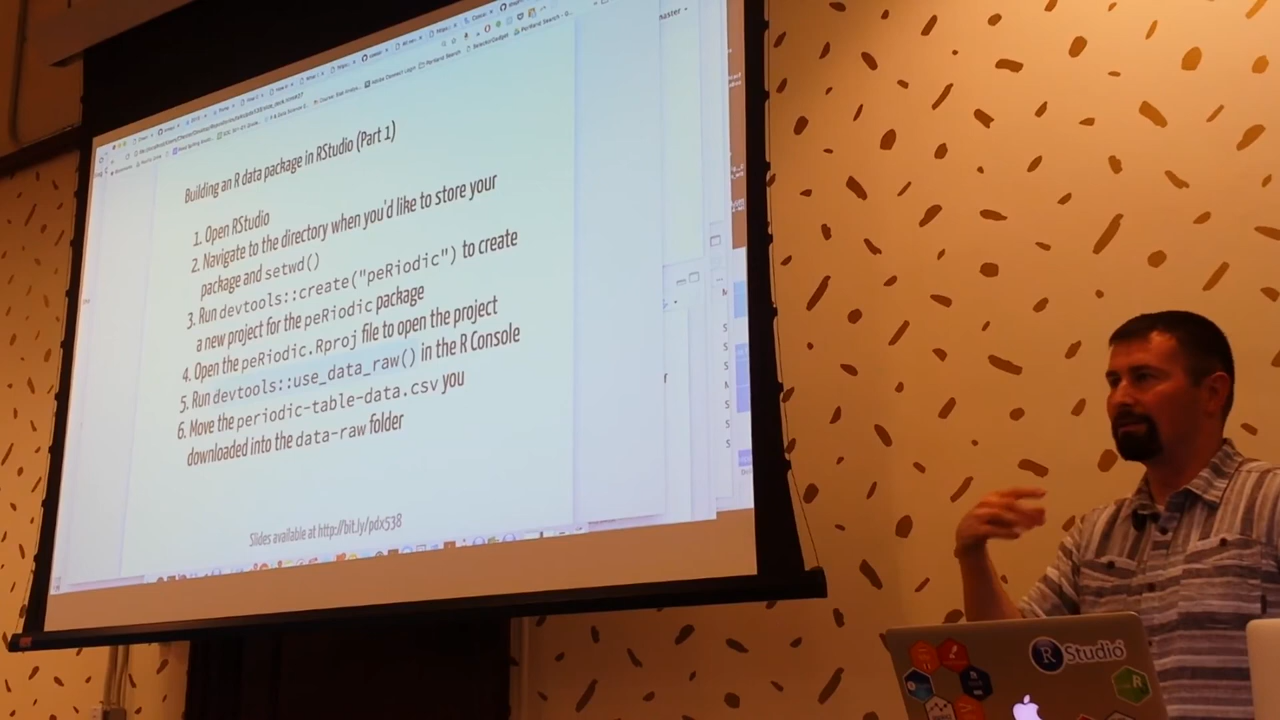 Building an R data package in RStudio (Part 1)
1. Open RStudio
2. Navigate to the directory when you'd like to store your
package and setwd()
3. Run devtools::create("peRiodic") to create
a new project for the peRiodic package
4. Open the peRiodic.Rproj file to open the project
5. Run devtools::use_data_raw() in the R Console
6. Move the periodic-table-data.csv you
downloaded into the data-raw folder
Slides available at http://bit.ly/pdx538
R Studio